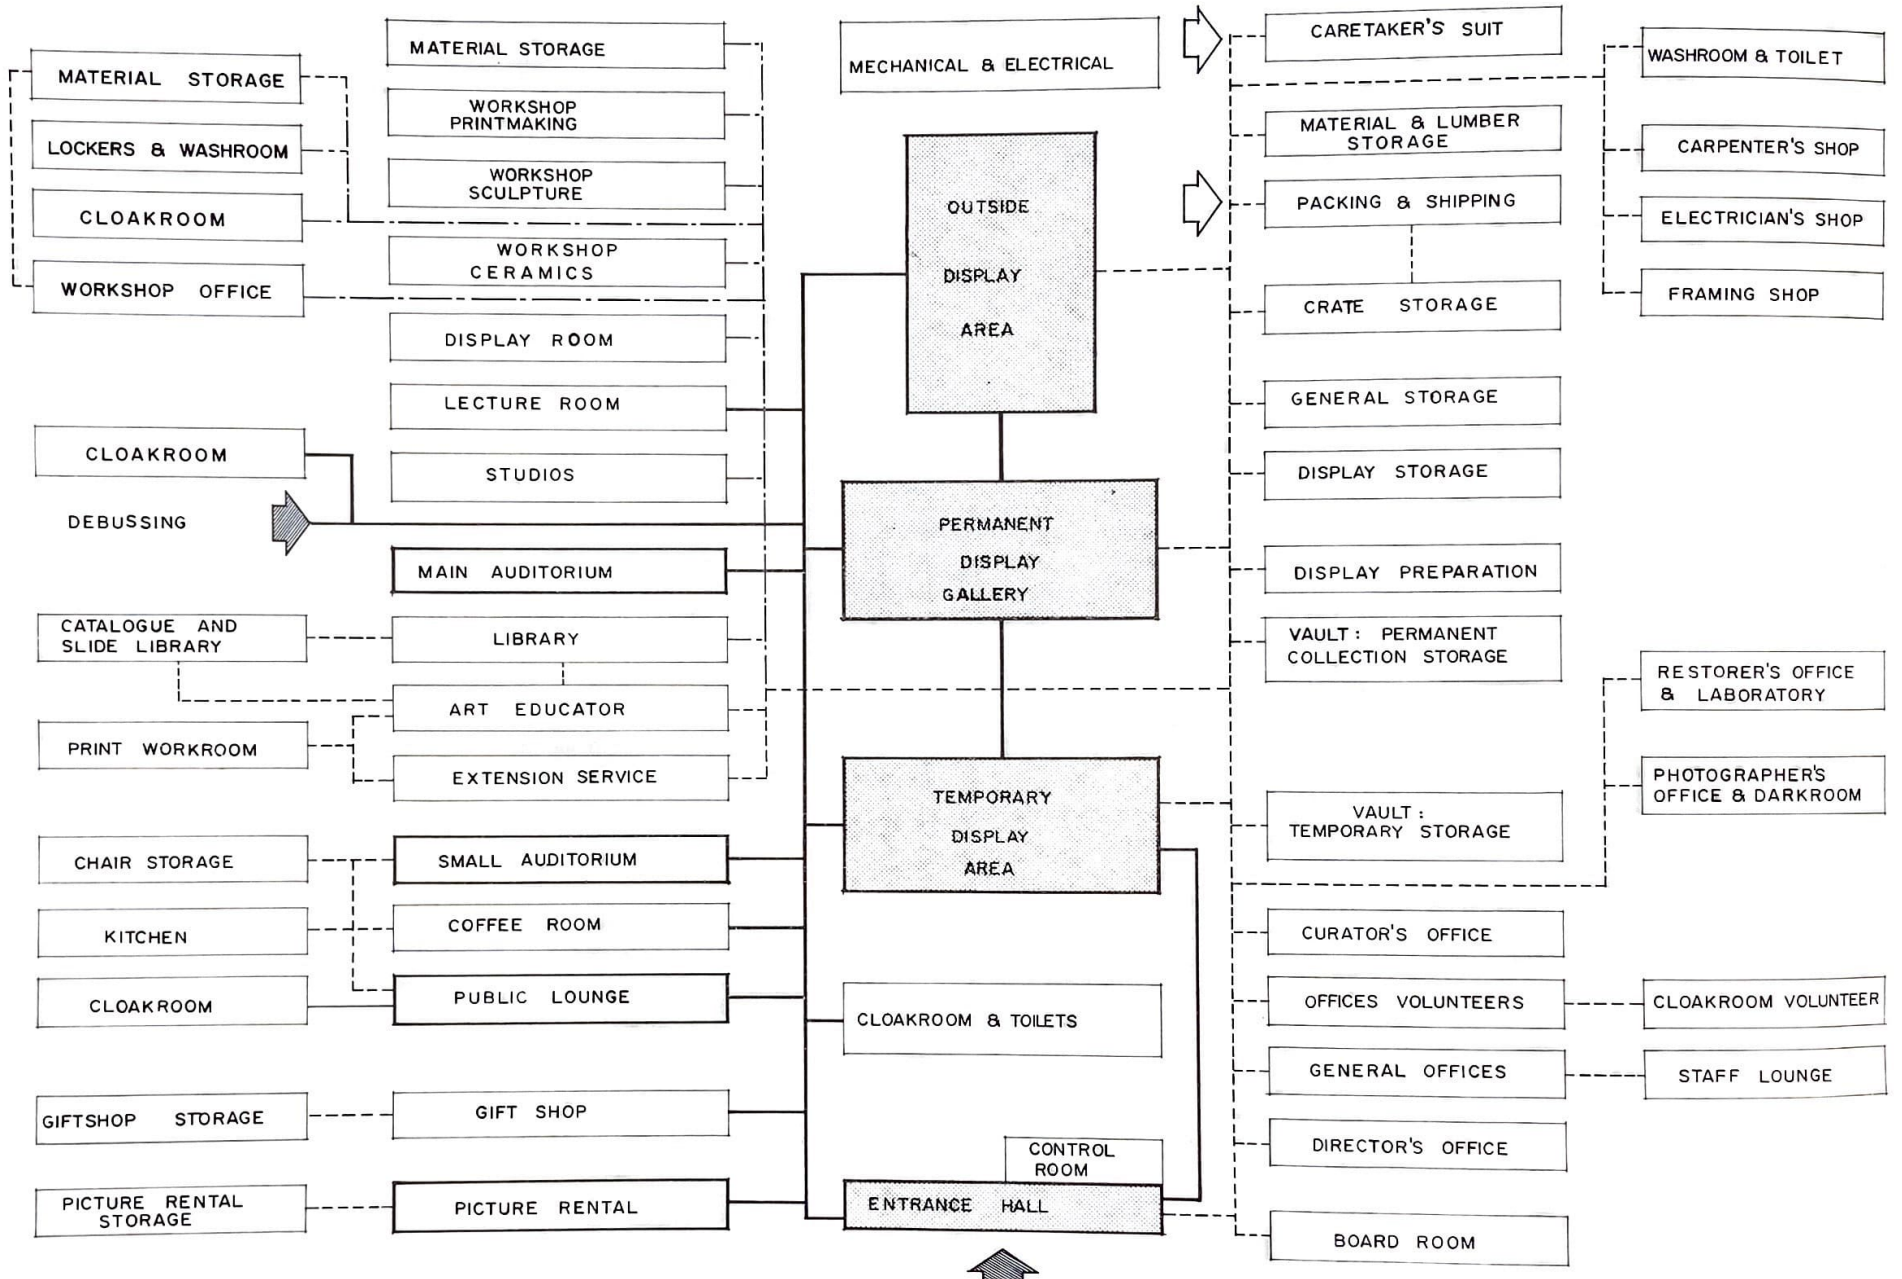 MATERIAL STORAGE
LOCKERS & WASHROOM
CLOAKROOM
WORKSHOP OFFICE
CLOAKROOM
DEBUSSING
CATALOGUE AND
SLIDE LIBRARY
PRINT WORKROOM
CHAIR STORAGE
KITCHEN
CLOAKROOM
GIFTSHOP STORAGE
PICTURE RENTAL
STORAGE
MATERIAL STORAGE
WORKSHOP
PRINTMAKING
WORKSHOP
SCULPTURE
WORKSHOP
CERAMICS
DISPLAY ROOM
LECTURE ROOM
STUDIOS
MAIN AUDITORIUM
LIBRARY
ART EDUCATOR
EXTENSION SERVICE
SMALL AUDITORIUM
COFFEE ROOM
PUBLIC LOUNGE
GIFT SHOP
PICTURE RENTAL
MECHANICAL & ELECTRICAL
OUTSIDE
DISPLAY
AREA
PERMANENT
DISPLAY
GALLERY
TEMPORARY
DISPLAY
AREA
CLOAKROOM & TOILETS
CONTROL
ROOM
ENTRANCE HALL
CARETAKER'S SUIT
MATERIAL & LUMBER
STORAGE
PACKING & SHIPPING
CRATE STORAGE
GENERAL STORAGE
DISPLAY STORAGE
DISPLAY PREPARATION
VAULT: PERMANENT
COLLECTION STORAGE
VAULT:
TEMPORARY STORAGE
CURATOR'S OFFICE
OFFICES VOLUNTEERS
GENERAL OFFICES
DIRECTOR'S OFFICE
BOARD ROOM
WASHROOM & TOILET
CARPENTER'S SHOP
ELECTRICIAN'S SHOP
FRAMING SHOP
RESTORER'S OFFICE
& LABORATORY
PHOTOGRAPHER'S
OFFICE & DARKROOM
CLOAKROOM VOLUNTEER
STAFF LOUNGE